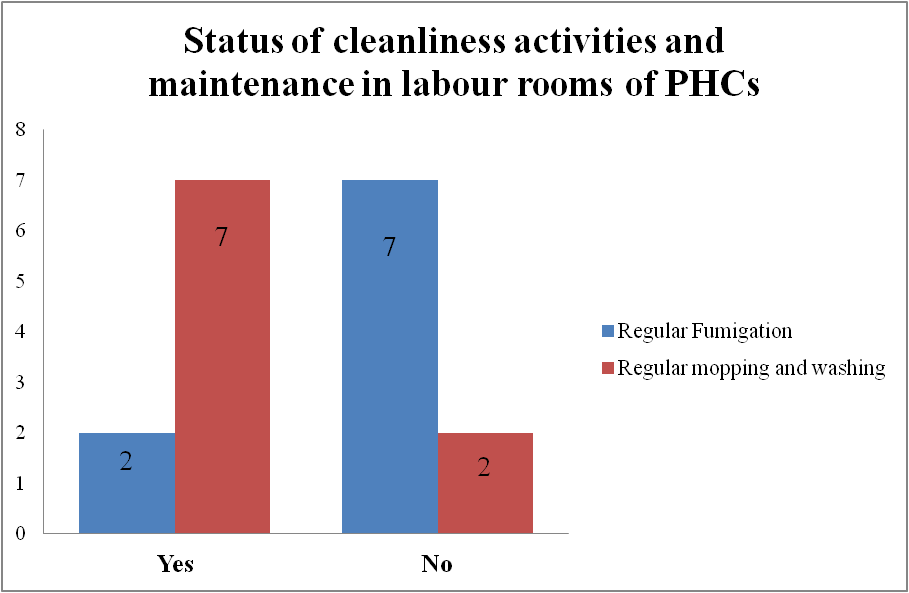 Status of cleanliness activities and
maintenance in labour rooms of PHCs
8
7
6
5
4
3
2
1
0
2
7
7
2
Yes
No
Regular Fumigation
Regular mopping and washing